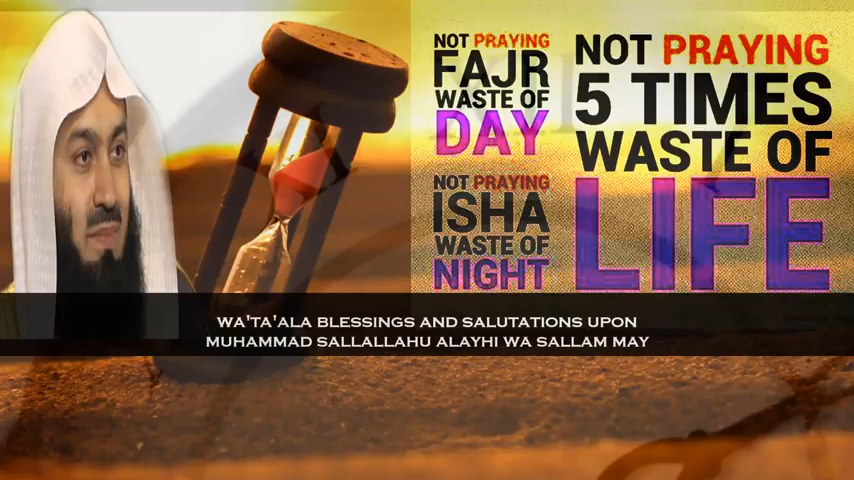 NOT PRAYING
FAJR
WASTE OF
DAY
NOT PRAYING
ISHA
WASTE OF
NIGHT
NOT PRAYING
5 TIMES
WASTE OF
LIFE
WA'TA'ALA BLESSINGS AND SALUTATIONS UPON
MUHAMMAD SALLALLAHU ALAYHI WA SALLAM MAY